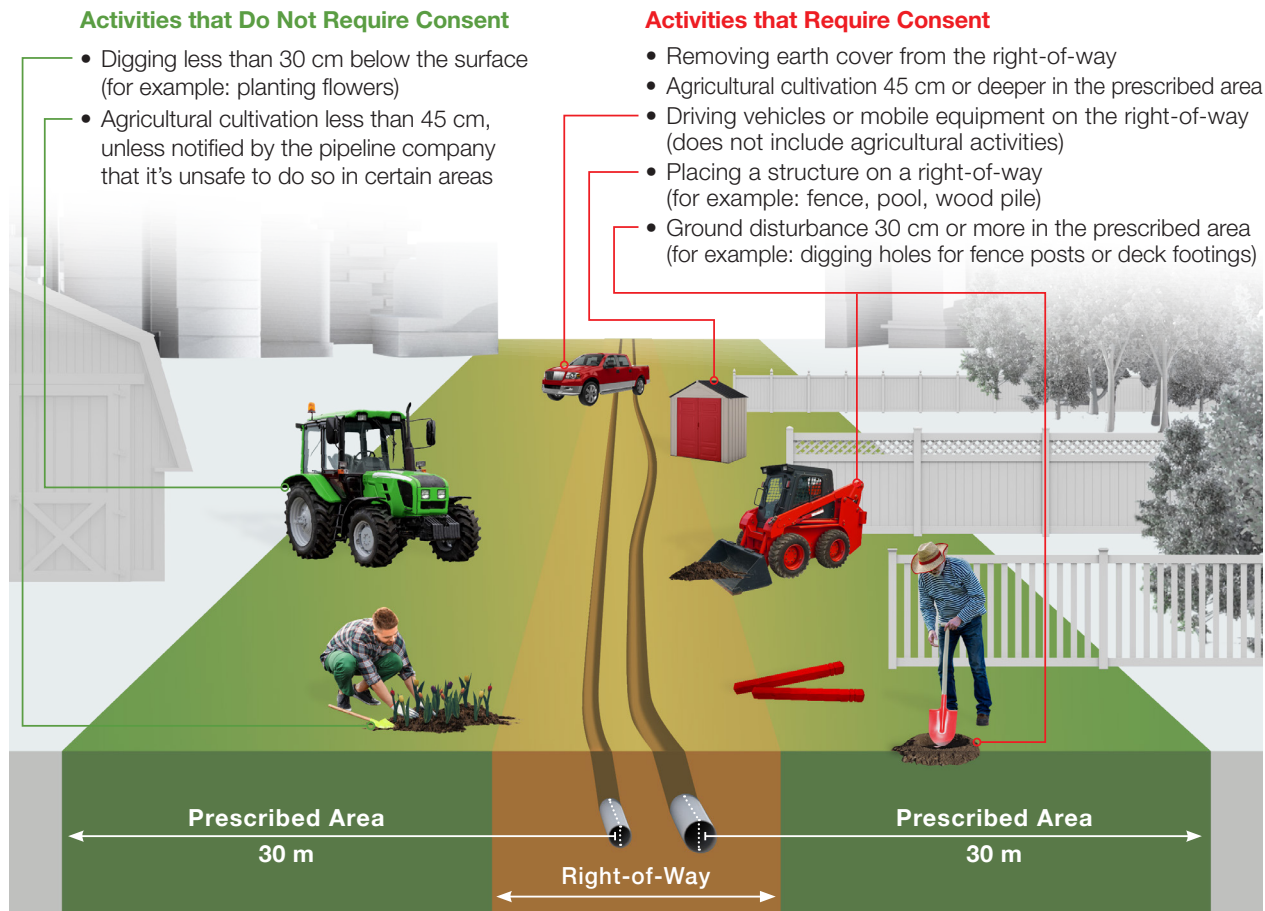 Activities that Do Not Require Consent
• Digging less than 30 cm below the surface
(for example: planting flowers)
• Agricultural cultivation less than 45 cm,
unless notified by the pipeline company
that it's unsafe to do so in certain areas
Activities that Require Consent
• Removing earth cover from the right-of-way
• Agricultural cultivation 45 cm or deeper in the prescribed area
• Driving vehicles or mobile equipment on the right-of-way
(does not include agricultural activities)
• Placing a structure on a right-of-way
(for example: fence, pool, wood pile)
• Ground disturbance 30 cm or more in the prescribed area
(for example: digging holes for fence posts or deck footings)
Prescribed Area
30 m
Prescribed Area
30 m
Right-of-Way